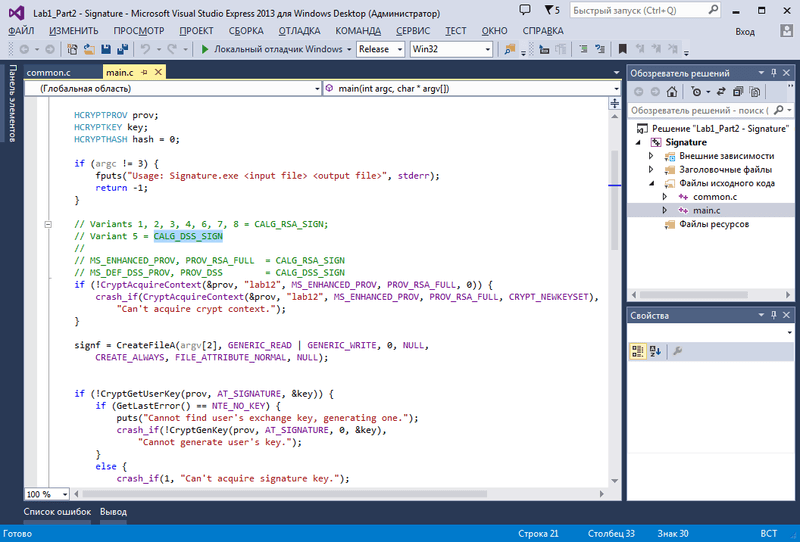 Lab1_Part2 - Signature - Microsoft Visual Studio Express 2013 для Windows Desktop (Администратор)
5
Быстрый запуск (Ctrl+Q)
ФАЙЛ ИЗМЕНИТЬ ПРОСМОТР ПРОЕКТ СБОРКА ОТЛАДКА КОМАНДА СЕРВИС ТЕСТ ОКНО СПРАВКА
Вход
Локальный отладчик Windows Release Win32
Панель элементов
common.c main.c
(Глобальная область) main(int argc, char * argv[])
HCRYPTPROV prov;
HCRYPTKEY key;
HCRYPTHASH hash = 0;
if (argc != 3) {
fputs("Usage: Signature.exe <input file> <output file>", stderr);
return -1;
}
// Variants 1, 2, 3, 4, 6, 7, 8 = CALG_RSA_SIGN;
// Variant 5 = CALG_DSS_SIGN
//
// MS_ENHANCED_PROV, PROV_RSA_FULL  = CALG_RSA_SIGN
// MS_DEF_DSS_PROV, PROV_DSS        = CALG_DSS_SIGN
if (!CryptAcquireContext(&prov, "lab12", MS_ENHANCED_PROV, PROV_RSA_FULL, 0)) {
crash_if(CryptAcquireContext(&prov, "lab12", MS_ENHANCED_PROV, PROV_RSA_FULL, CRYPT_NEWKEYSET),
"Can't acquire crypt context.");
}
signf = CreateFileA(argv[2], GENERIC_READ | GENERIC_WRITE, 0, NULL,
CREATE_ALWAYS, FILE_ATTRIBUTE_NORMAL, NULL);
if (!CryptGetUserKey(prov, AT_SIGNATURE, &key)) {
if (GetLastError() == NTE_NO_KEY) {
puts("Cannot find user's exchange key, generating one.");
crash_if(!CryptGenKey(prov, AT_SIGNATURE, 0, &key),
"Cannot generate user's key.");
}
else {
crash_if(1, "Can't acquire signature key.");
100 %
Обозреватель решений
Обозреватель решений - поиск (
Решение "Lab1_Part2 - Signature"
Signature
Внешние зависимости
Заголовочные файлы
Файлы исходного кода
common.c
main.c
Файлы ресурсов
Свойства
Список ошибок Вывод
Готово Строка 21 Столбец 33 Знак 30 ВСТ